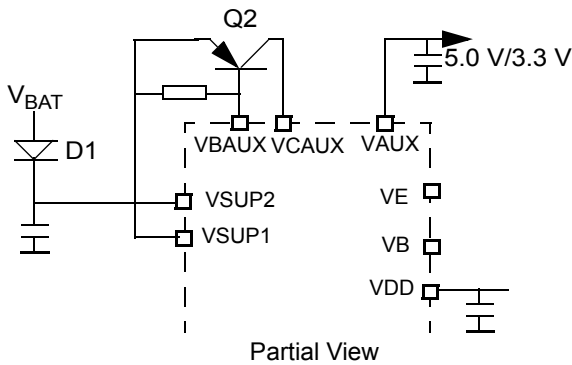 Q2
5.0 V/3.3 V
VBAT
D1
VBAUX
VCAUX
VAUX
VSUP2
VE
VSUP1
VB
VDD
Partial View